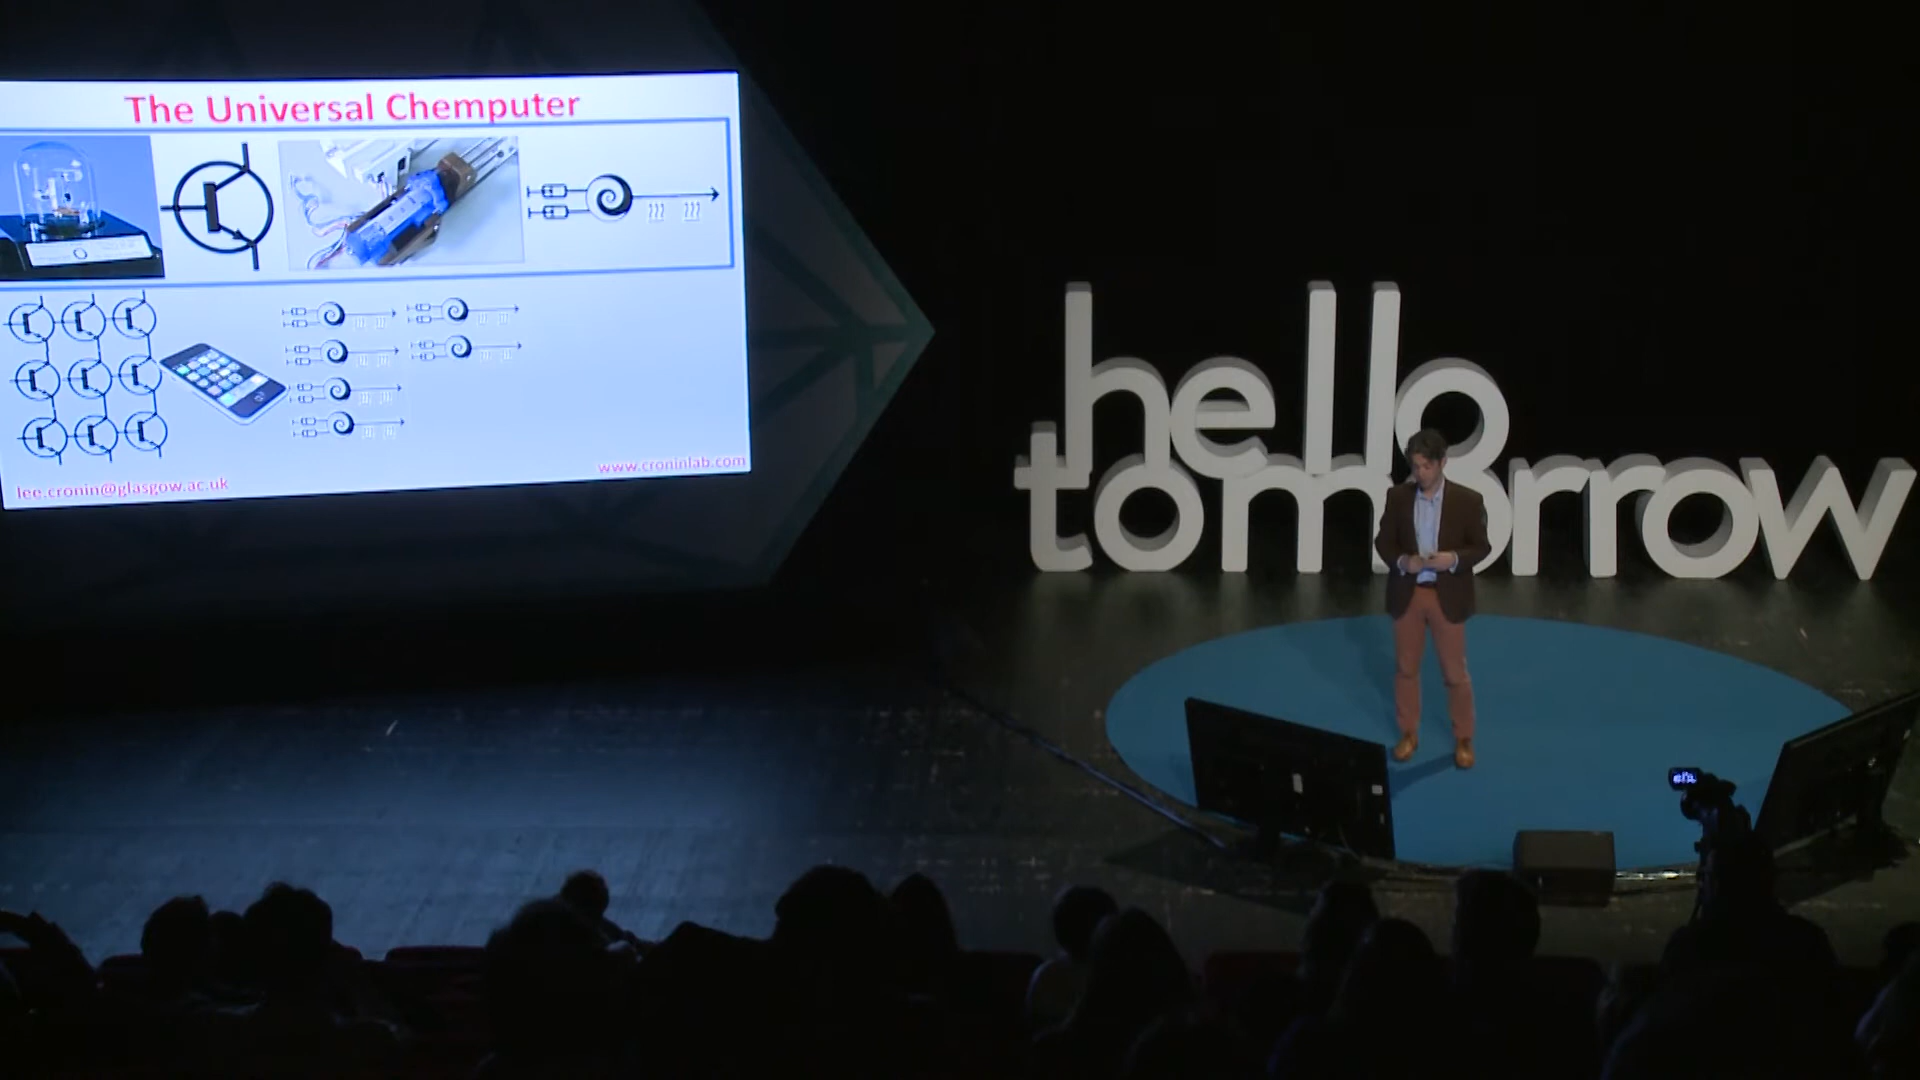 The Universal Chemputer
www.croninlab.com
lee.cronin@glasgow.ac.uk
hello
tomorrow